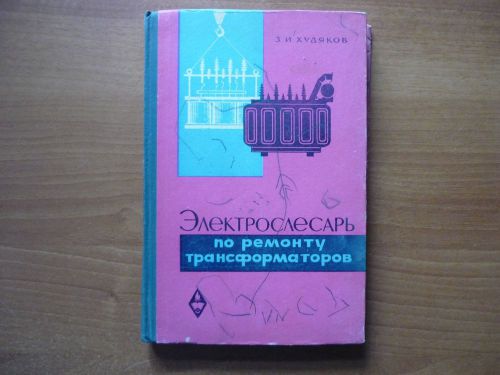 З. И. ХУДЯКОВ
Электрослесарь
по ремонту
трансформаторов